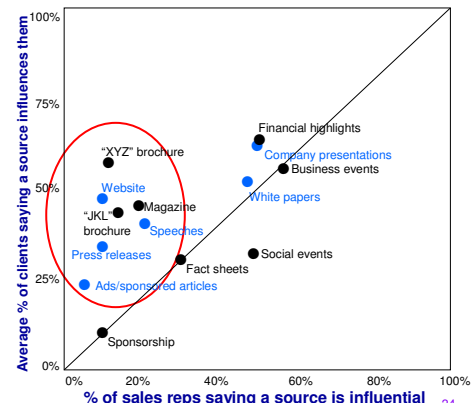 Average % of clients saying a source influences them
100%
75%
50%
25%
0%
Financial highlights
"XYZ" brochure
Company presentations
Business events
Website
White papers
Magazine
"JKL"
brochure
Speeches
Press releases
Social events
Fact sheets
Ads/sponsored articles
Sponsorship
0% 20% 40% 60% 80% 100%
% of sales reps saying a source is influential
24